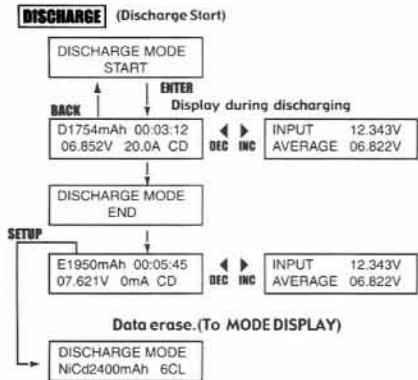 DISCHARGE (Discharge Start)
DISCHARGE MODE
START
BACK
ENTER
Display during discharging
D1754mAh 00:03:12
06.852V 20.0A CD
DEC INC
INPUT 12.343V
AVERAGE 06.822V
DISCHARGE MODE
END
SETUP
E1950mAh 00:05:45
07.621V 0mA CD
DEC INC
INPUT 12.343V
AVERAGE 06.822V
Data erase.(To MODE DISPLAY)
DISCHARGE MODE
NiCd2400mAh 6CL